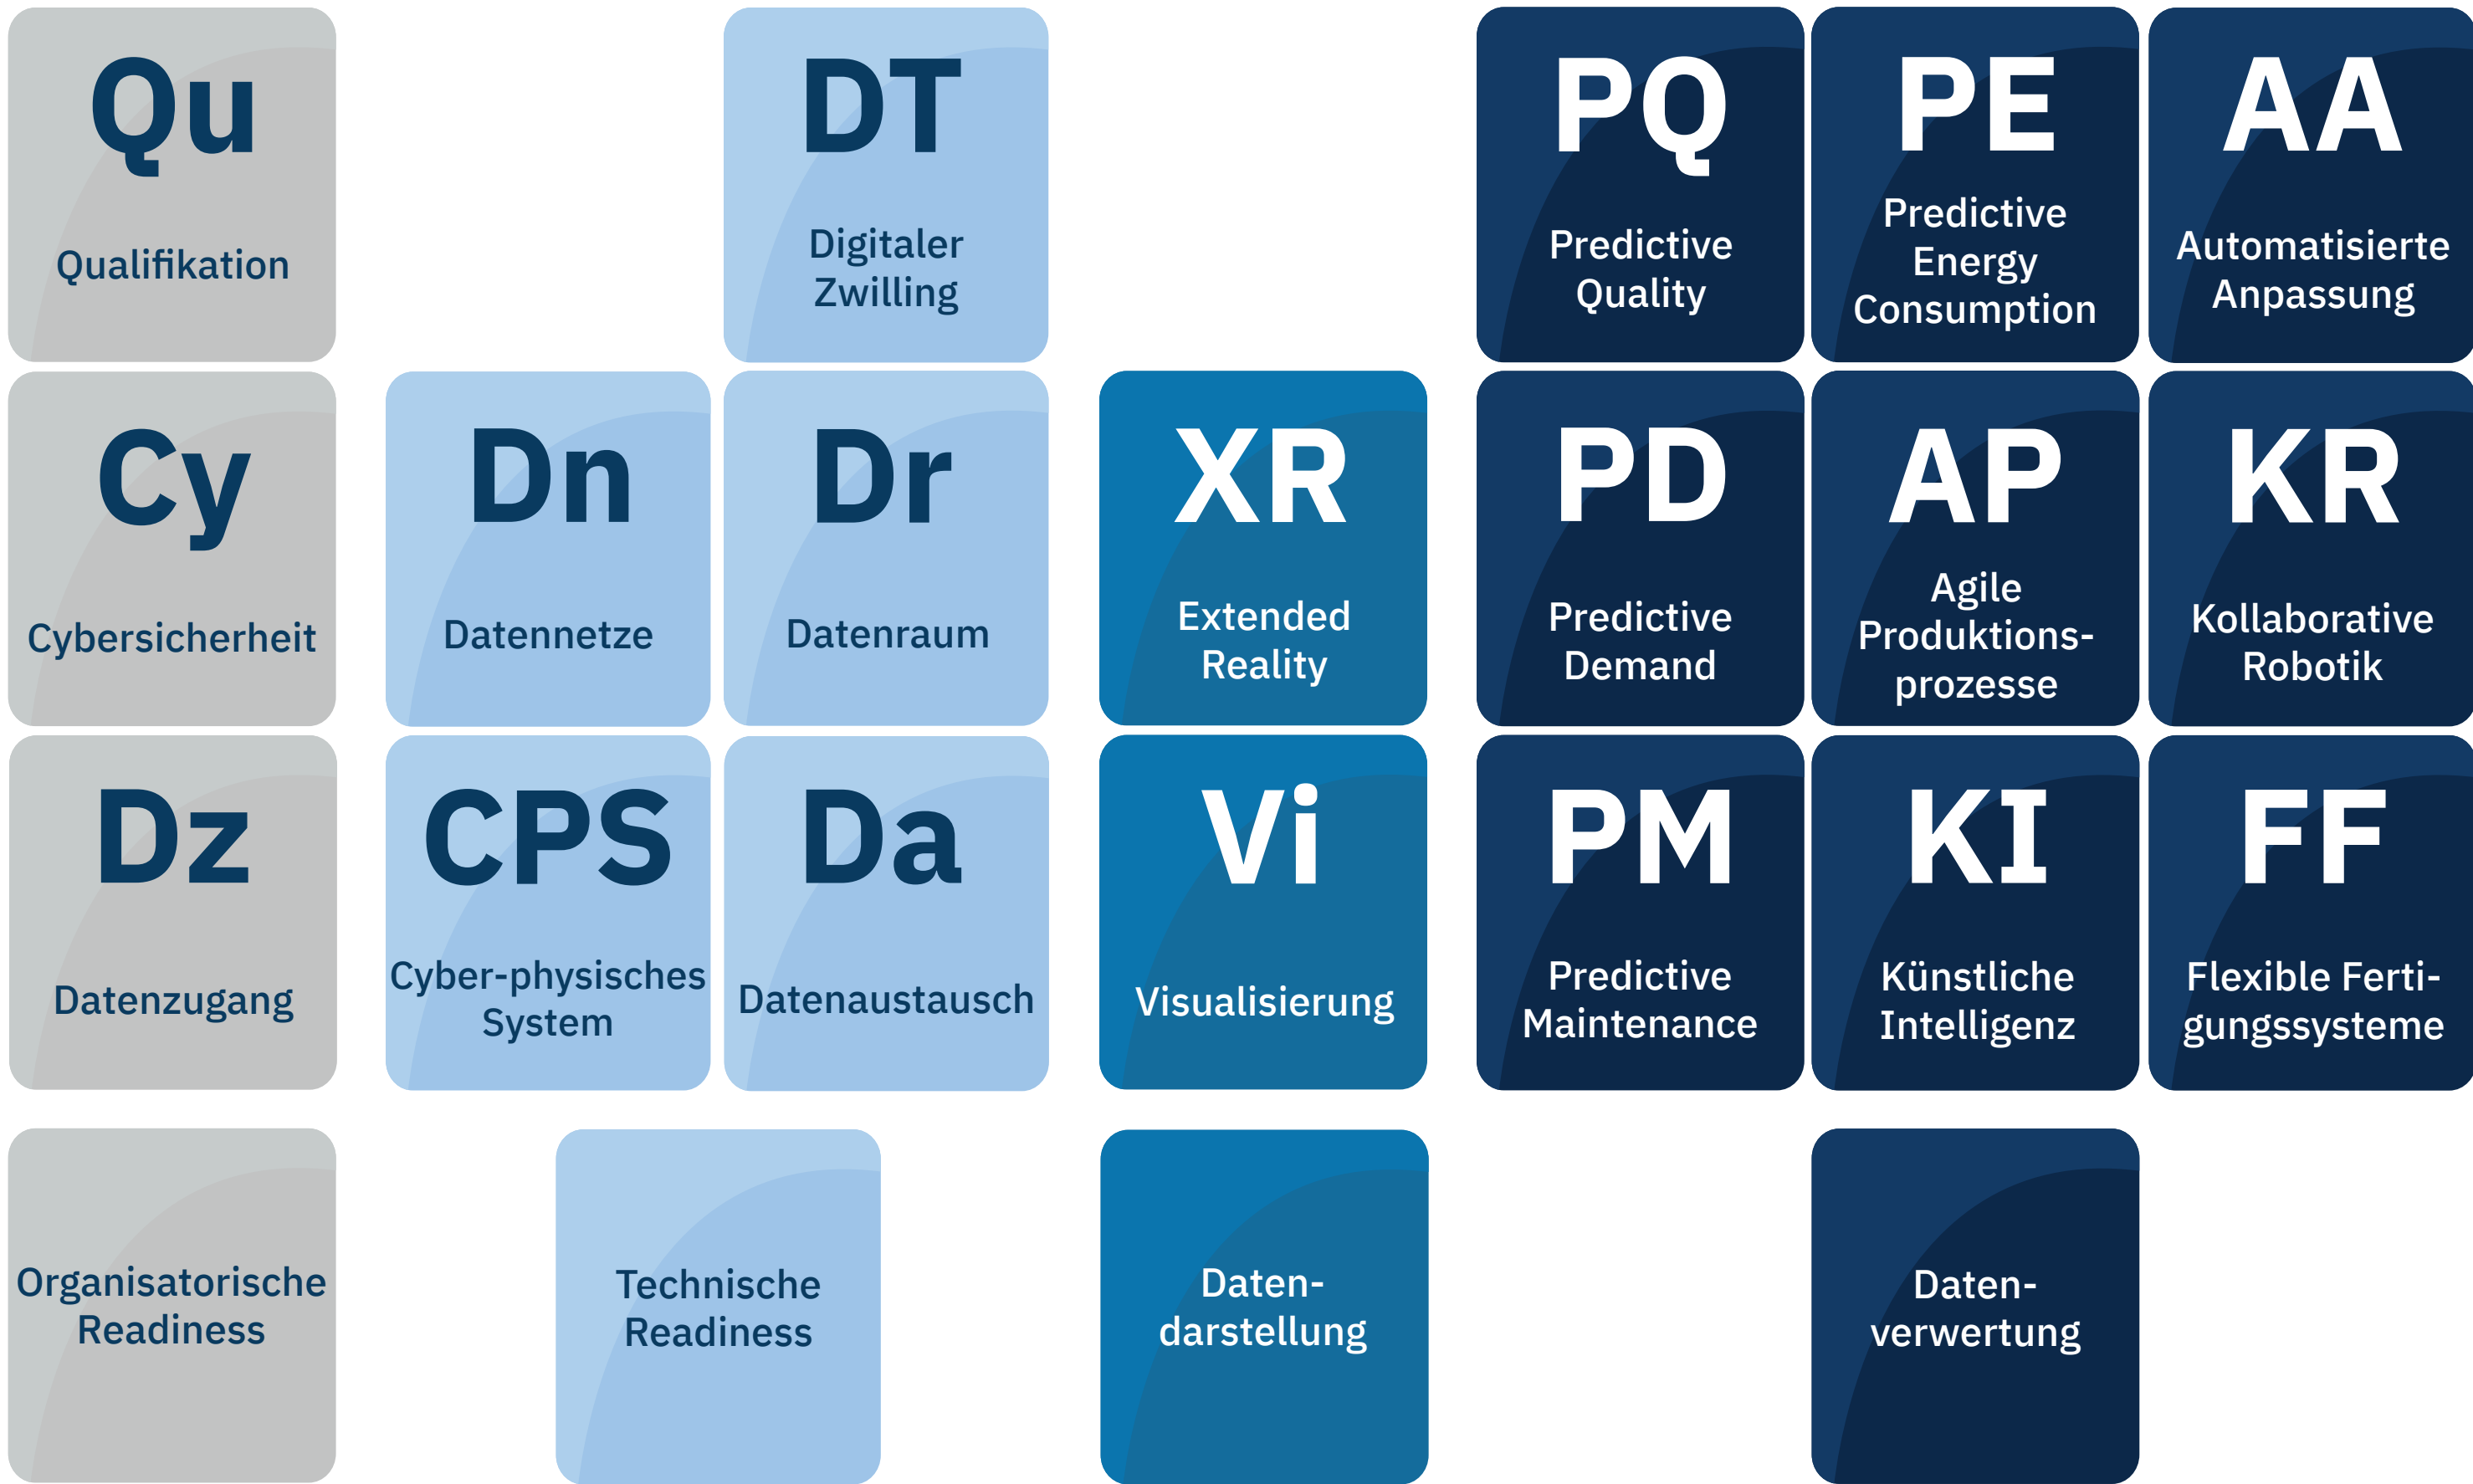 Qu
Qualifikation
DT
Digitaler
Zwilling
PQ
Predictive
Quality
PE
Predictive
Energy
Consumption
AA
Automatisierte
Anpassung
Cy
Cybersicherheit
Dn
Datennetze
Dr
Datenraum
XR
Extended
Reality
PD
Predictive
Demand
AP
Agile
Produktions-
prozesse
KR
Kollaborative
Robotik
Dz
Datenzugang
CPS
Cyber-physisches
System
Da
Datenaustausch
Vi
Visualisierung
PM
Predictive
Maintenance
KI
Künstliche
Intelligenz
FF
Flexible Ferti-
gungssysteme
Organisatorische
Readiness
Technische
Readiness
Daten-
darstellung
Daten-
verwertung